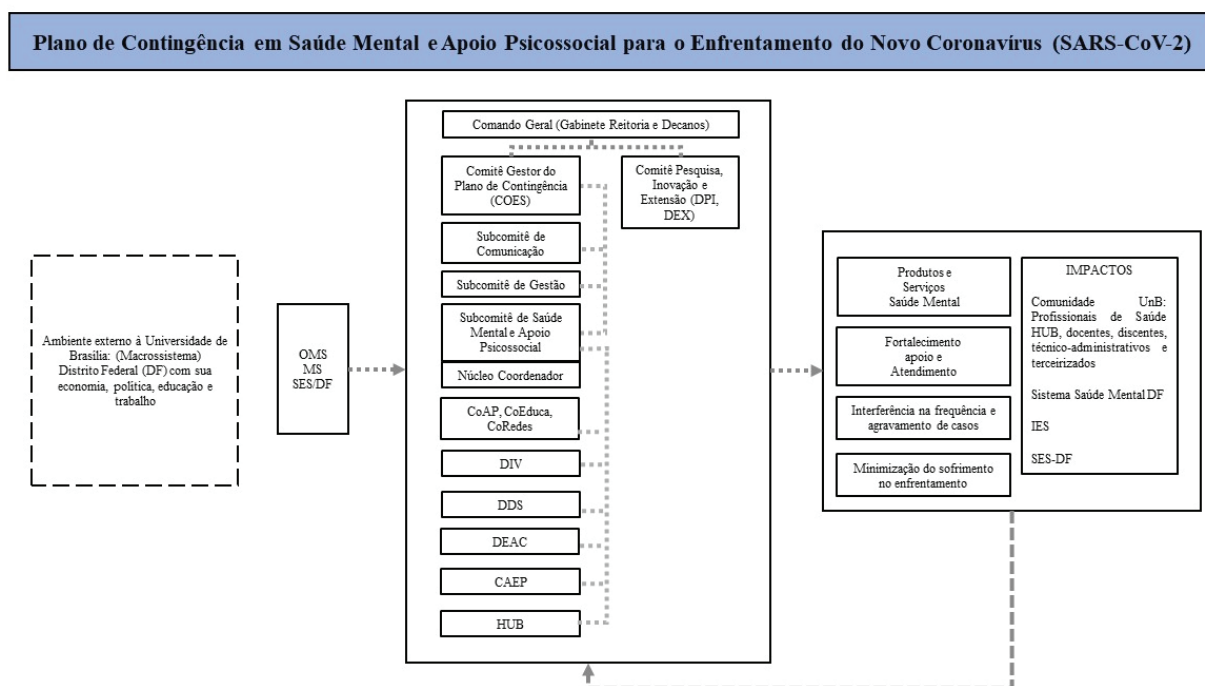 Plano de Contingência em Saúde Mental e Apoio Psicossocial para o Enfrentamento do Novo Coronavírus (SARS-CoV-2)
Ambiente externo à Universidade de
Brasilia: (Macrossistema)
Distrito Federal (DF) com sua
economia, política, educação e
trabalho
OMS
MS
SES/DF
Comando Geral (Gabinete Reitoria e Decanos)
Comitê Gestor do
Plano de Contingência
(COES)
Comitê Pesquisa,
Inovação e
Extensão (DPI,
DEX)
Subcomitê de
Comunicação
Subcomitê de Gestão
Subcomitê de Saúde
Mental e Apoio
Psicossocial
Núcleo Coordenador
CoAP, CoEduca,
CoRedes
DIV
DDS
DEAC
CAEP
HUB
Produtos e
Serviços
Saúde Mental
Fortalecimento
apoio e
Atendimento
Interferência na frequência e
agravamento de casos
Minimização do sofrimento
no enfrentamento
IMPACTOS
Comunidade UnB:
Profissionais de Saúde
HUB, docentes, discentes,
técnico-administrativos e
terceirizados
Sistema Saúde Mental DF
IES
SES-DF